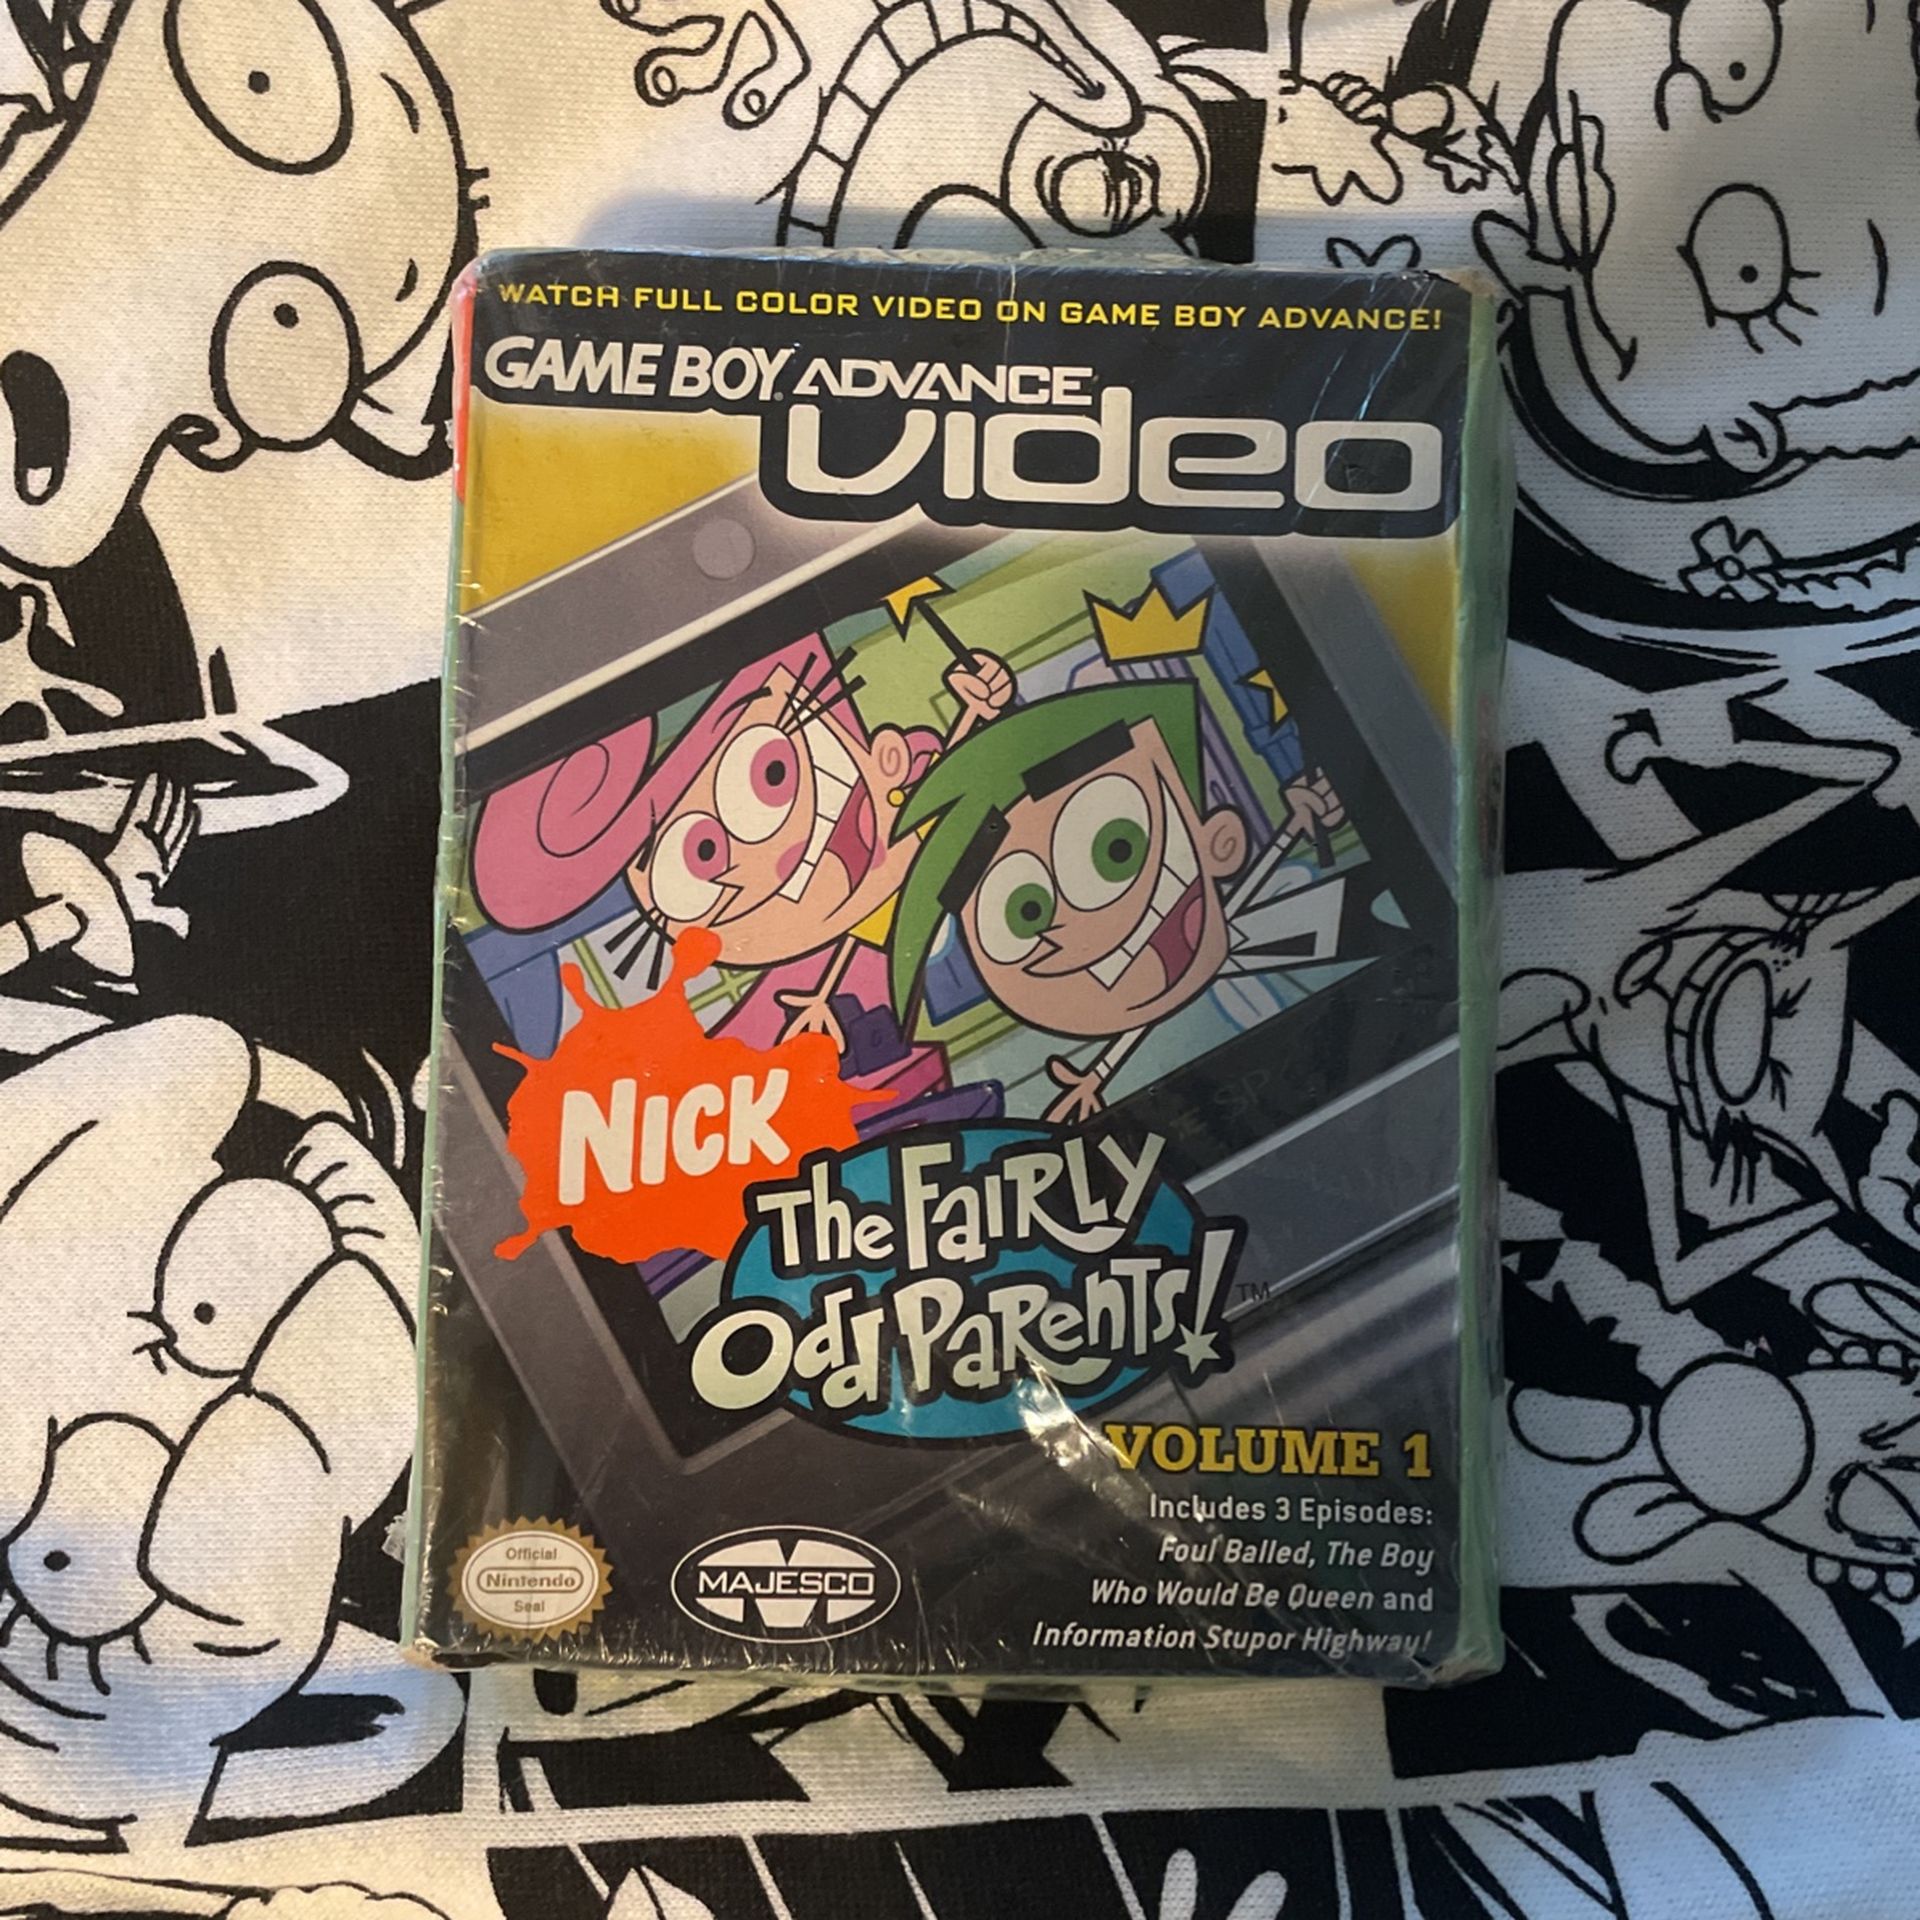 WATCH FULL COLOR VIDEO ON GAME BOY ADVANCE!
GAME BOY ADVANCE
video
NICK
The Fairly
Odd Parents! TM
VOLUME 1
Includes 3 Episodes:
Foul Balled, The Boy
Who Would Be Queen and
Information Stupor Highway!
Official
Nintendo
Seal
MAJESCO